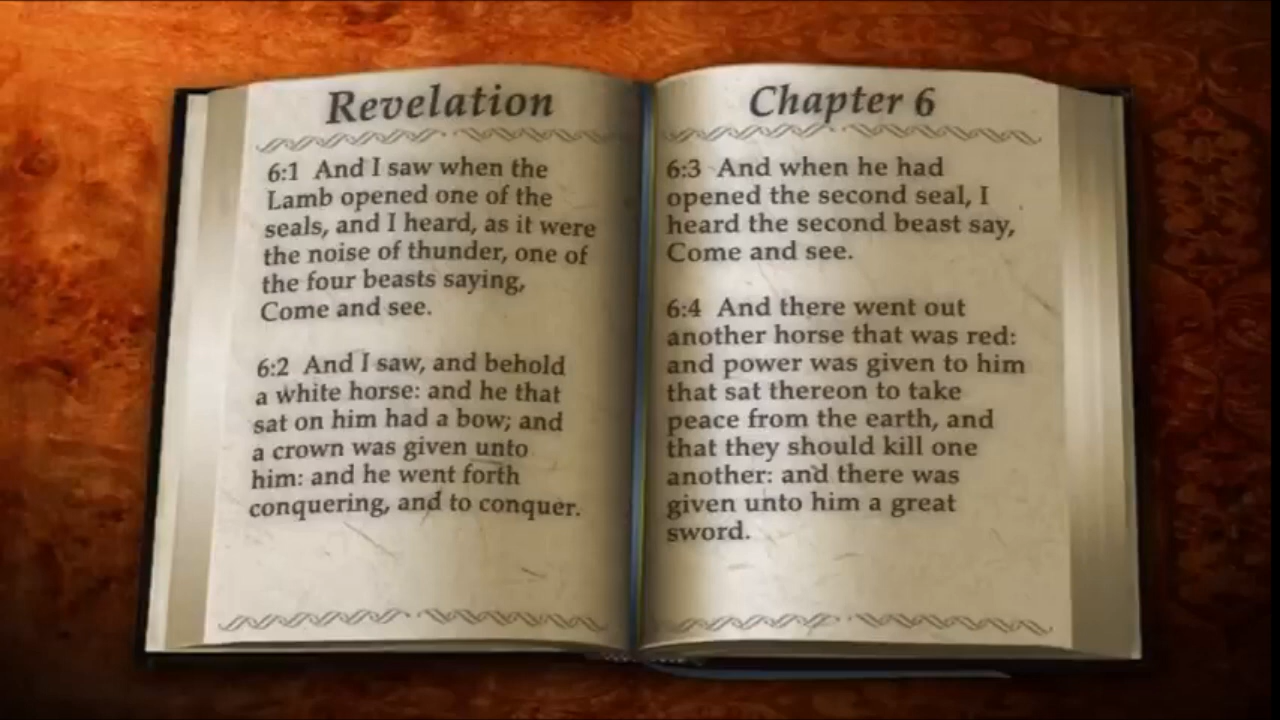 Revelation
6:1 And I saw when the
Lamb opened one of the
seals, and I heard, as it were
the noise of thunder, one of
the four beasts saying,
Come and see.
6:2 And I saw, and behold
a white horse: and he that
sat on him had a bow; and
a crown was given unto
him: and he went forth
conquering, and to conquer.
Chapter 6
6:3 And when he had
opened the second seal, I
heard the second beast say,
Come and see.
6:4 And there went out
another horse that was red:
and power was given to him
that sat thereon to take
peace from the earth, and
that they should kill one
another: and there was
given unto him a great
sword.